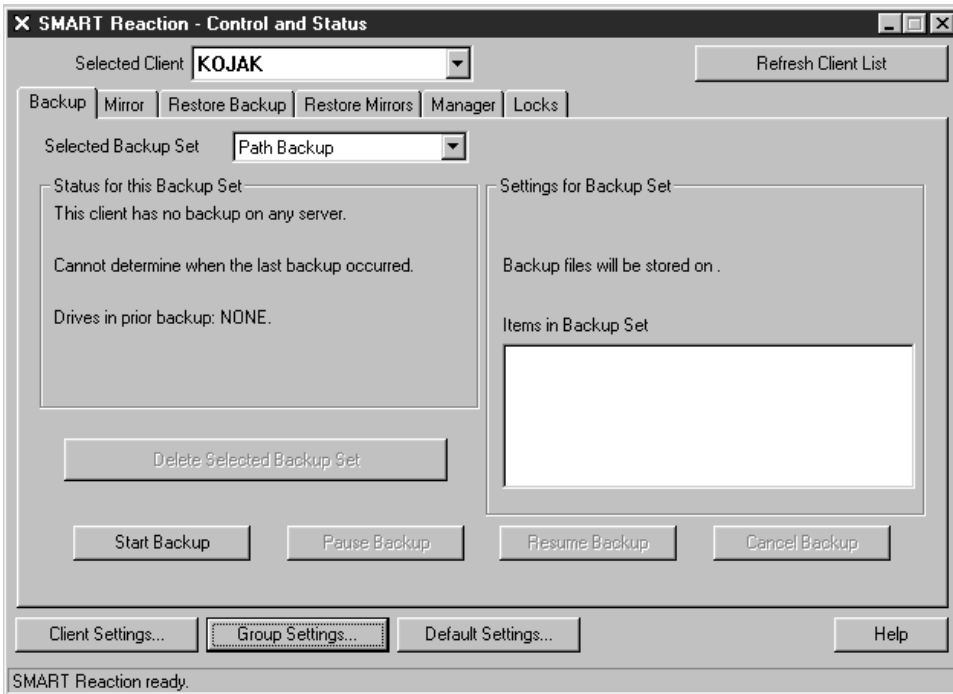 SMART Reaction - Control and Status
Selected Client KOJAK Refresh Client List
Backup Mirror Restore Backup Restore Mirrors Manager Locks
Selected Backup Set Path Backup
Status for this Backup Set
This client has no backup on any server.
Cannot determine when the last backup occurred.
Drives in prior backup: NONE.
Settings for Backup Set
Backup files will be stored on .
Items in Backup Set
Delete Selected Backup Set
Start Backup Pause Backup Resume Backup Cancel Backup
Client Settings... Group Settings... Default Settings... Help
SMART Reaction ready.